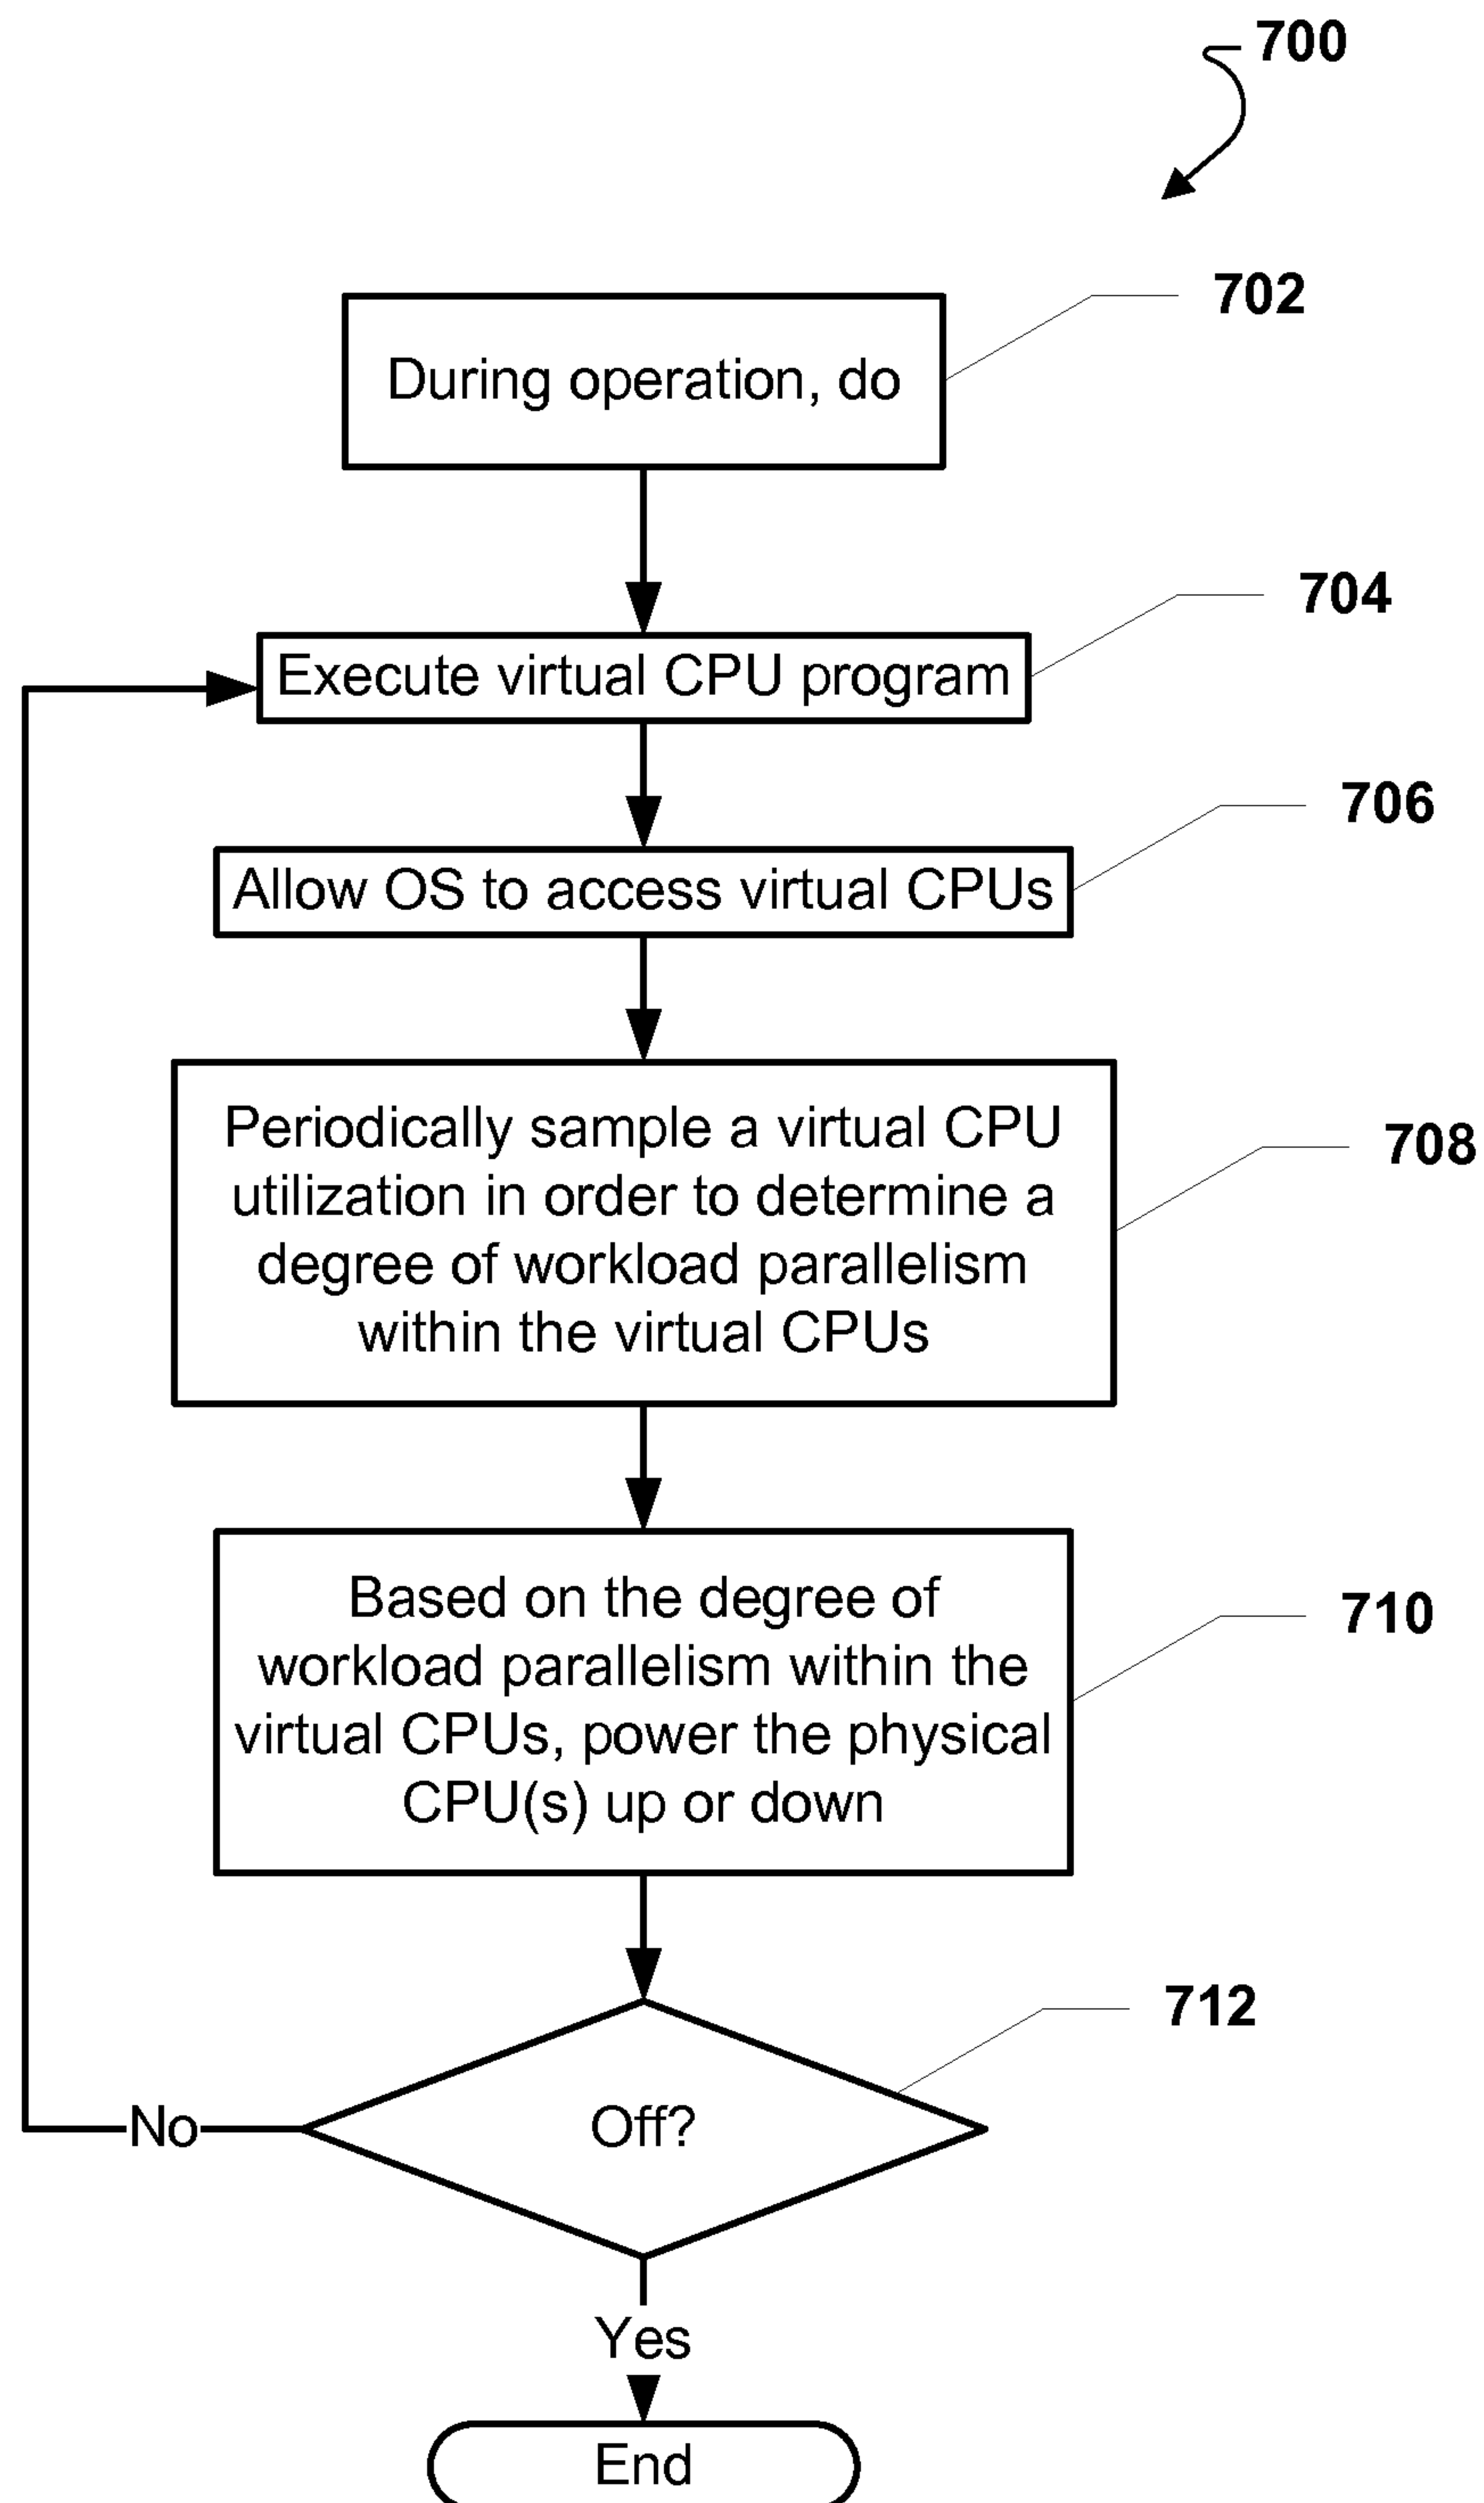 700
702
During operation, do
704
Execute virtual CPU program
706
Allow OS to access virtual CPUs
708
Periodically sample a virtual CPU
utilization in order to determine a
degree of workload parallelism
within the virtual CPUs
710
Based on the degree of
workload parallelism within the
virtual CPUs, power the physical
CPU(s) up or down
712
Off?
No
Yes
End